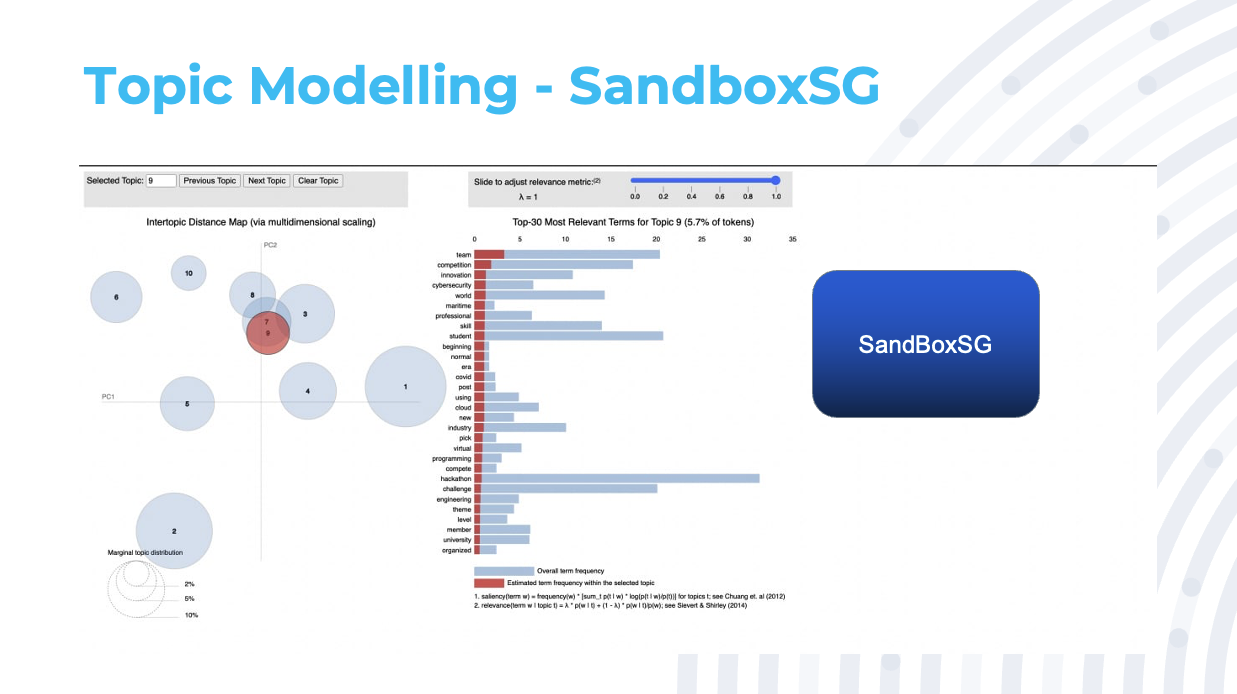 Topic Modelling - SandboxSG
Selected Topic: 9 Previous Topic Next Topic Clear Topic
Slide to adjust relevance metric:(2)
λ = 1
0.0 0.2 0.4 0.6 0.8 1.0
Intertopic Distance Map (via multidimensional scaling)
PC2
PC1
6
10
8
3
7
9
5
4
1
2
Marginal topic distribution
2%
5%
10%
Top-30 Most Relevant Terms for Topic 9 (5.7% of tokens)
0 5 10 15 20 25 30 35
team
competition
innovation
cybersecurity
world
maritime
professional
skill
student
beginning
normal
era
covid
post
using
cloud
new
industry
pick
virtual
programming
compete
hackathon
challenge
engineering
theme
level
member
university
organized
Overall term frequency
Estimated term frequency within the selected topic
1. saliency(term w) = frequency(w) * [sum_t p(t | w) * log(p(t | w)/p(t))] for topics t; see Chuang et. al (2012)
2. relevance(term w | topic t) = λ * p(w | t) + (1 - λ) * p(w | t)/p(w); see Sievert & Shirley (2014)
SandBoxSG